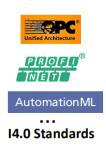 OPC
Unified Architecture
PROFI
NET
AutomationML
...
I4.0 Standards